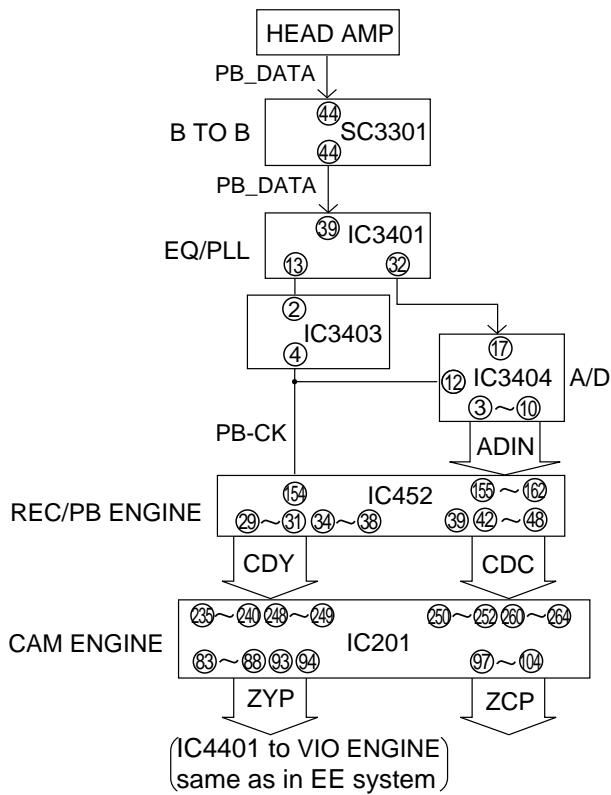 HEAD AMP
PB_DATA
44
B TO B
SC3301
44
PB_DATA
39
IC3401
EQ/PLL
13
32
2
IC3403
4
17
12
IC3404
A/D
3～10
PB-CK
ADIN
154
IC452
155～162
REC/PB ENGINE
29～31 34～38
39 42～48
CDY
CDC
235～240 248～249
250～252 260～264
CAM ENGINE
IC201
83～88 93 94
97～104
ZYP
ZCP
(IC4401 to VIO ENGINE
same as in EE system)